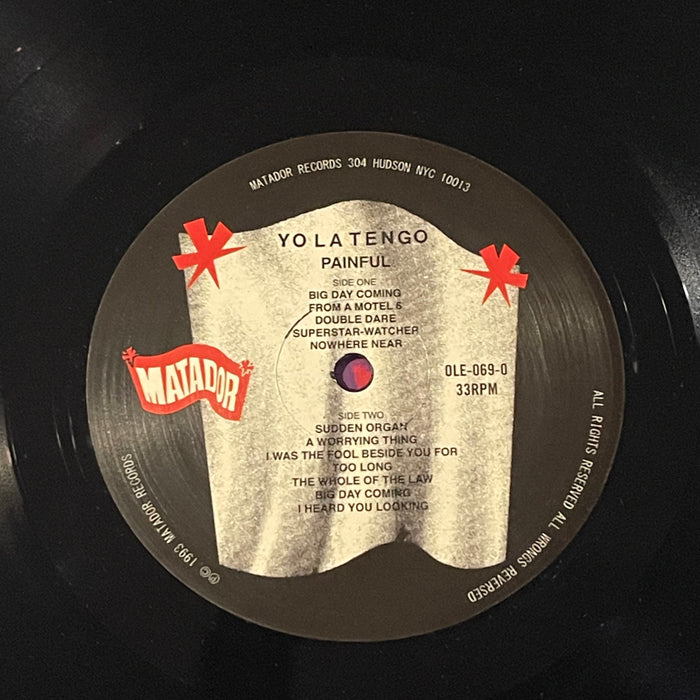 MATADOR RECORDS 304 HUDSON NYC 10013
YO LA TENGO
PAINFUL
SIDE ONE
BIG DAY COMING
FROM A MOTEL 6
DOUBLE DARE
SUPERSTAR-WATCHER
NOWHERE NEAR
MATADOR
OLE-069-0
33RPM
SIDE TWO
SUDDEN ORGAN
A WORRYING THING
I WAS THE FOOL BESIDE YOU FOR
TOO LONG
THE WHOLE OF THE LAW
BIG DAY COMING
I HEARD YOU LOOKING
ALL RIGHTS RESERVED ALL WRONGS REVERSED
℗© 1993 MATADOR RECORDS